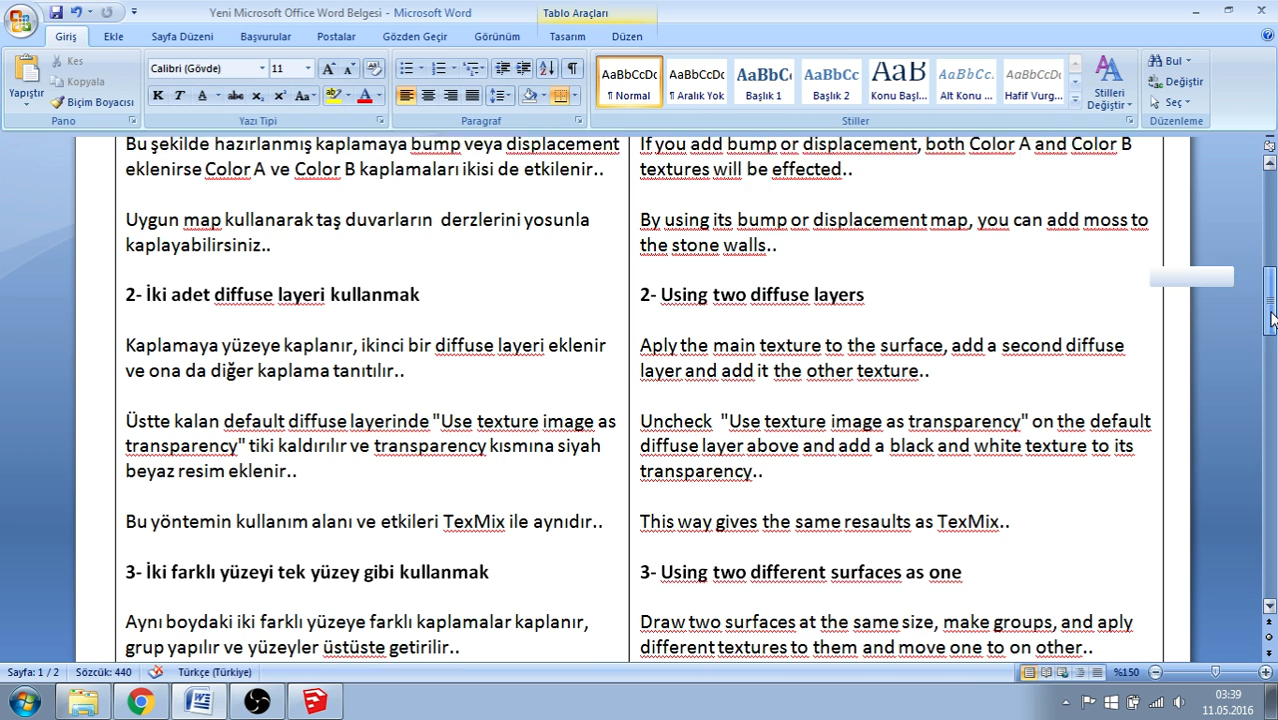 Yeni Microsoft Office Word Belgesi - Microsoft Word
Tablo Araçları
Giriş
Ekle
Sayfa Düzeni
Başvurular
Postalar
Gözden Geçir
Görünüm
Tasarım
Düzen
Yapıştır
Kes
Kopyala
Biçim Boyacısı
Pano
Calibri (Gövde)
11
Yazı Tipi
Paragraf
AaBbCcDc
¶ Normal
AaBbCcDc
¶ Aralık Yok
AaBbCc
Başlık 1
AaBbCc
Başlık 2
AaB
Konu Başl...
AaBbCc
Alt Konu ...
AaBbCcDc
Hafif Vurg...
Stilleri
Değiştir
Stiller
Bul
Değiştir
Seç
Düzenleme
Bu şekilde hazırlanmış kaplamaya bump veya displacement
eklenirse Color A ve Color B kaplamaları ikisi de etkilenir..
Uygun map kullanarak taş duvarların derzlerini yosunla
kaplayabilirsiniz..
2- İki adet diffuse layeri kullanmak
Kaplamaya yüzeye kaplanır, ikinci bir diffuse layeri eklenir
ve ona da diğer kaplama tanıtılır..
Üstte kalan default diffuse layerinde "Use texture image as
transparency" tiki kaldırılır ve transparency kısmına siyah
beyaz resim eklenir..
Bu yöntemin kullanım alanı ve etkileri TexMix ile aynıdır..
3- İki farklı yüzeyi tek yüzey gibi kullanmak
Aynı boydaki iki farklı yüzeye farklı kaplamalar kaplanır,
grup yapılır ve yüzeyler üstüste getirilir..
If you add bump or displacement, both Color A and Color B
textures will be effected..
By using its bump or displacement map, you can add moss to
the stone walls..
2- Using two diffuse layers
Aply the main texture to the surface, add a second diffuse
layer and add it the other texture..
Uncheck "Use texture image as transparency" on the default
diffuse layer above and add a black and white texture to its
transparency..
This way gives the same resaults as TexMix..
3- Using two different surfaces as one
Draw two surfaces at the same size, make groups, and aply
different textures to them and move one to on other..
Sayfa: 1 / 2
Sözcük: 440
Türkçe (Türkiye)
%150
03:39
11.05.2016